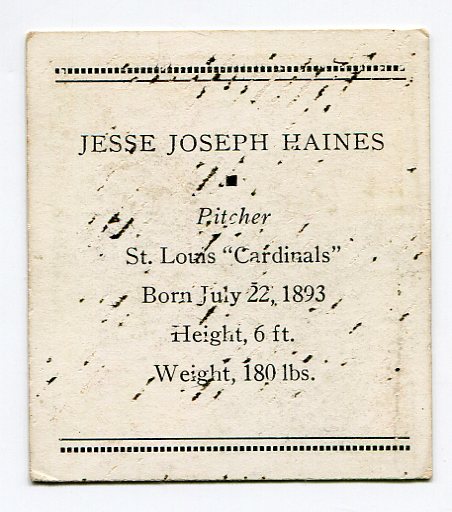 JESSE JOSEPH HAINES
Pitcher
St. Louis "Cardinals"
Born July 22, 1893
Height, 6 ft.
Weight, 180 lbs.